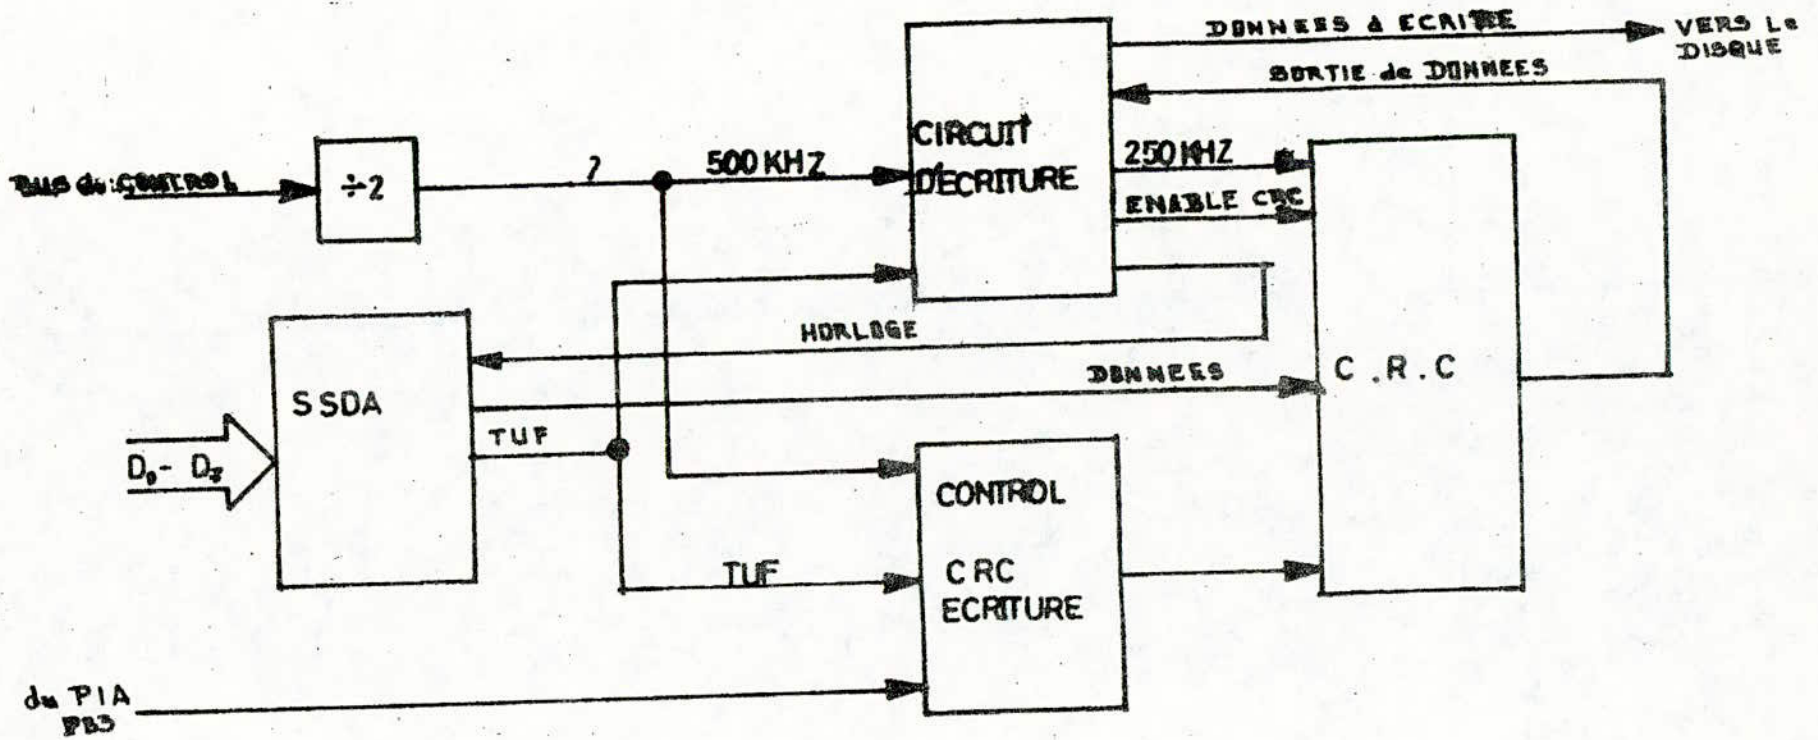 DONNEES à ECRIRE
VERS Le
DISQUE
SORTIE de DONNEES
CIRCUIT
D'ECRITURE
250 KHZ
ENABLE CRC
BUS de CONTROL
÷2
?
500 KHZ
HORLOGE
DONNEES
C.R.C
SSDA
TUF
D₀ - D₇
CONTROL
CRC
ECRITURE
TUF
du PIA
PB3